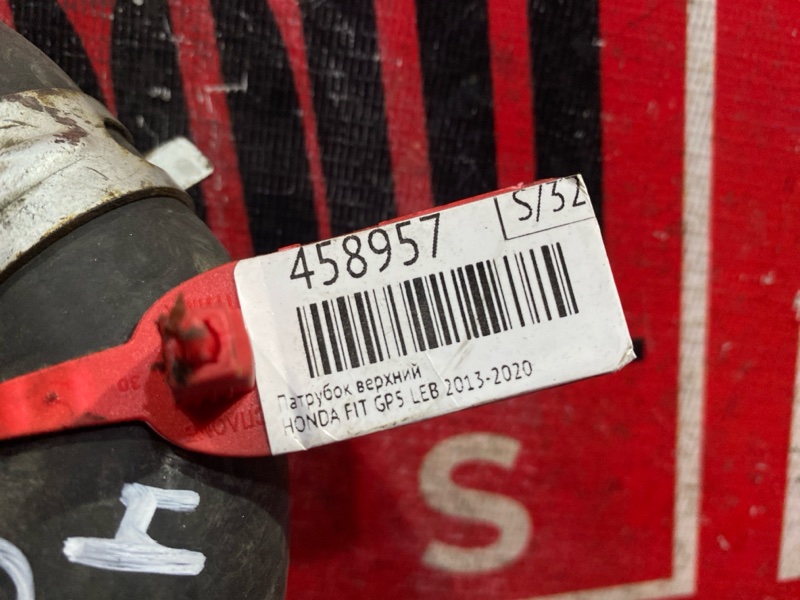 458957
S/32
Патрубок верхний
HONDA FIT GP5 LEB 2013-2020
S
H